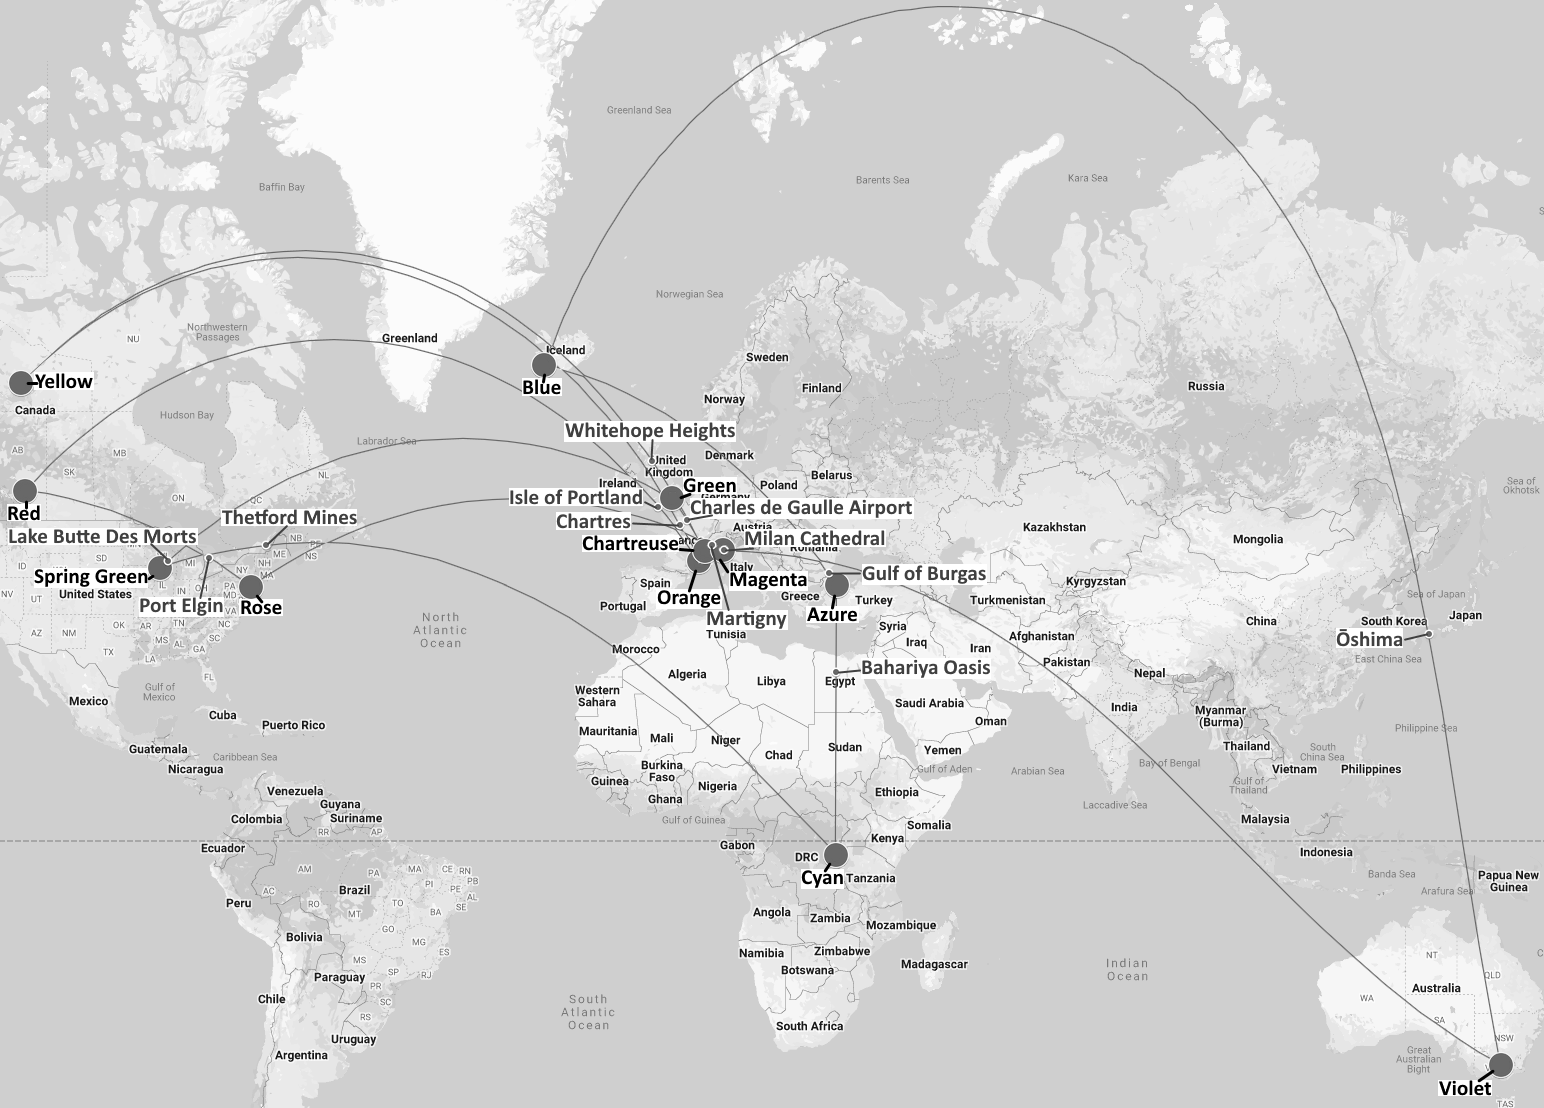 Greenland Sea
Barents Sea
Kara Sea
Baffin Bay
Norwegian Sea
Northwestern
Passages
NU
Greenland
Iceland
Sweden
Finland
Russia
Yellow
Blue
Norway
Canada
Hudson Bay
Labrador Sea
Whitehope Heights
AB
MB
SK
NL
ON
QC
United
Kingdom
Denmark
Ireland
Poland
Belarus
Green
Germany
Sea of
Okhotsk
Red
Isle of Portland
Charles de Gaulle Airport
Thetford Mines
Chartres
Austria
Kazakhstan
Mongolia
Lake Butte Des Morts
NB
PE
NS
ME
Chartreuse
Milan Cathedral
Romania
ID
SD
MI
NH
MA
NY
Spring Green
United States
Italy
Magenta
Gulf of Burgas
Kyrgyzstan
Spain
Orange
Greece
Turkey
Turkmenistan
Sea of Japan
NV
UT
IL
OH
PA
MD
DE
VA
Port Elgin
Rose
Portugal
Azure
Martigny
Tunisia
South Korea
Japan
China
AZ
NM
OK
AR
TN
NC
MS
AL
SC
GA
TX
LA
FL
North
Atlantic
Ocean
Syria
Iraq
Iran
Afghanistan
Ōshima
East China Sea
Morocco
Algeria
Libya
Egypt
Bahariya Oasis
Pakistan
Nepal
Gulf of
Mexico
Mexico
Cuba
Puerto Rico
Western
Sahara
Saudi Arabia
Oman
India
Myanmar
(Burma)
Philippine Sea
Mauritania
Mali
Niger
Chad
Sudan
Yemen
Thailand
South
China Sea
Guatemala
Caribbean Sea
Nicaragua
Burkina
Faso
Guinea
Nigeria
Ghana
Gulf of Aden
Arabian Sea
Bay of Bengal
Gulf of
Thailand
Vietnam
Philippines
Venezuela
Guyana
Suriname
Colombia
Ethiopia
Laccadive Sea
Gulf of Guinea
Somalia
Malaysia
RR
AP
Ecuador
Gabon
Kenya
DRC
Indonesia
Cyan
Tanzania
Banda Sea
Arafura Sea
Papua New
Guinea
AM
PA
MA
CE
RN
PB
PE
AL
SE
PI
AC
RO
TO
BA
MT
Peru
Brazil
Angola
Zambia
Mozambique
GO
MG
ES
Bolivia
Namibia
Zimbabwe
Botswana
Madagascar
Indian
Ocean
NT
QLD
Australia
WA
SA
NSW
MS
SP
RJ
PR
SC
RS
Paraguay
Chile
South
Atlantic
Ocean
South Africa
Uruguay
Argentina
Great
Australian
Bight
Violet
TAS